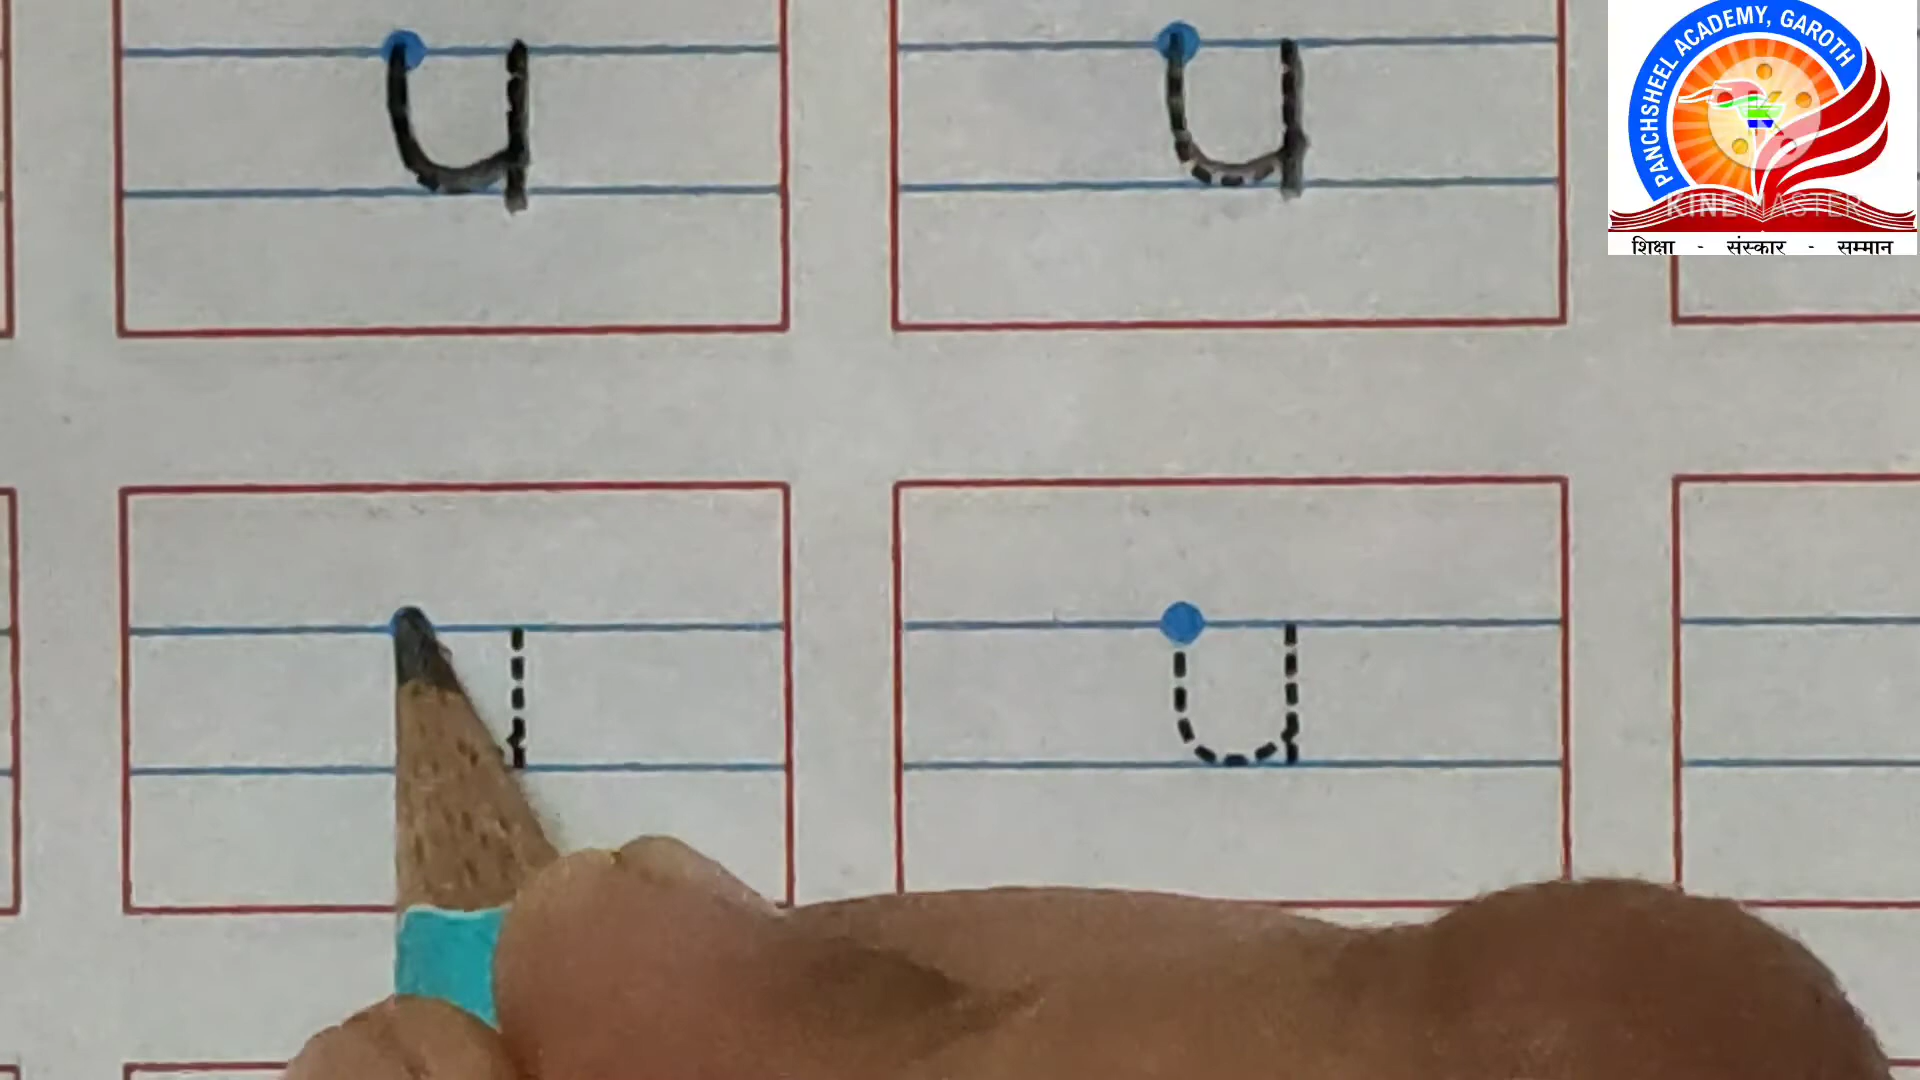 u u
PANCHSHEEL ACADEMY, GAROTH
KINEMASTER
शिक्षा - संस्कार - सम्मान
u